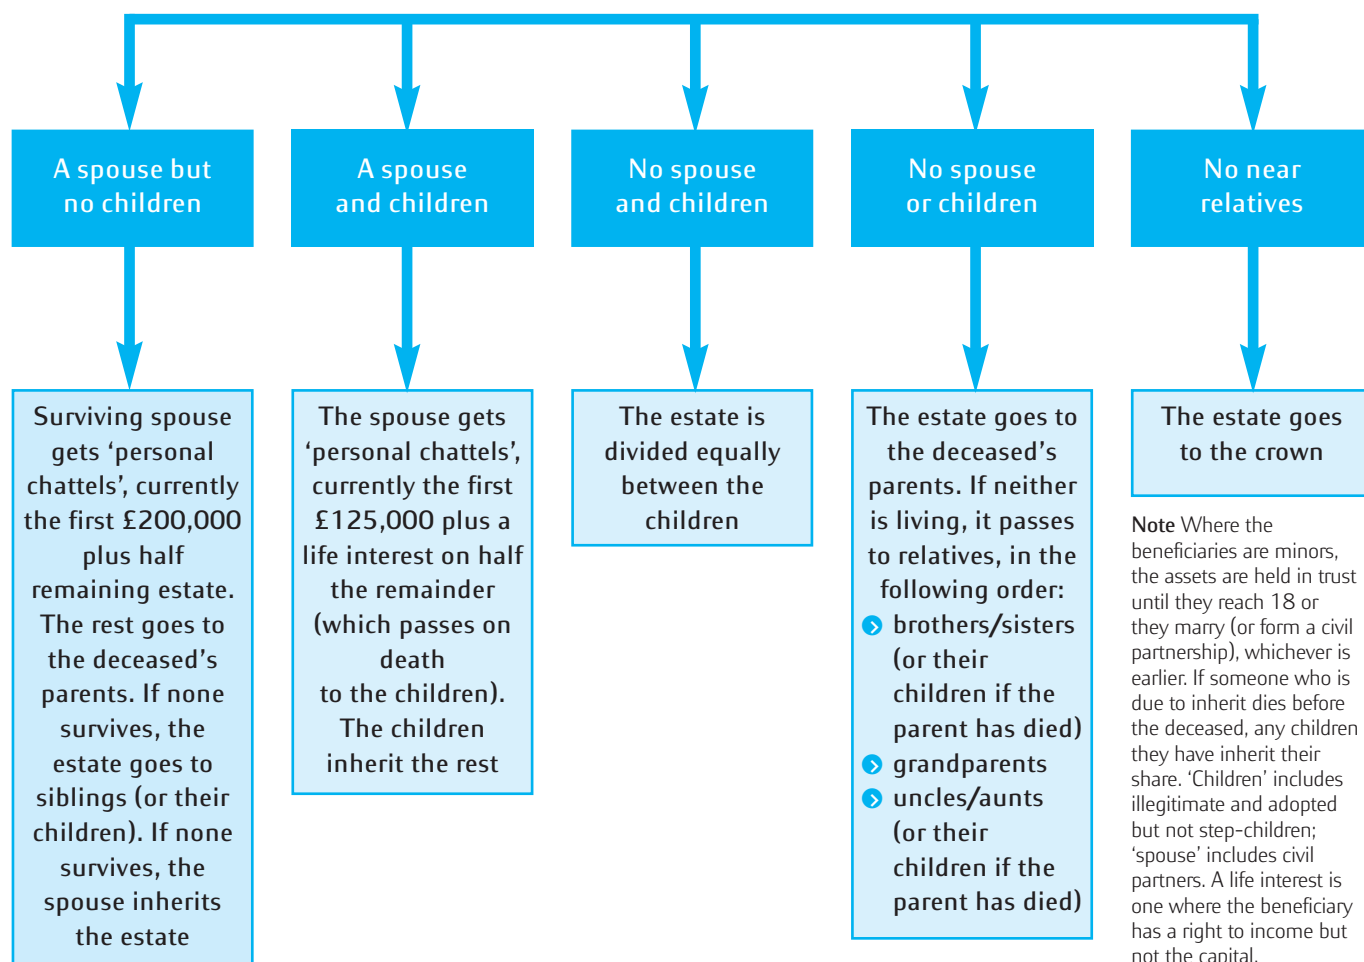 A spouse but
no children
A spouse
and children
No spouse
and children
No spouse
or children
No near
relatives
Surviving spouse
gets ‘personal
chattels’, currently
the first £200,000
plus half
remaining estate.
The rest goes to
the deceased’s
parents. If none
survives, the
estate goes to
siblings (or their
children). If none
survives, the
spouse inherits
the estate
The spouse gets
‘personal chattels’,
currently the first
£125,000 plus a
life interest on half
the remainder
(which passes on
death
to the children).
The children
inherit the rest
The estate is
divided equally
between the
children
The estate goes to
the deceased’s
parents. If neither
is living, it passes
to relatives, in the
following order:
brothers/sisters
(or their
children if the
parent has died)
grandparents
uncles/aunts
(or their
children if the
parent has died)
The estate goes
to the crown
Note Where the
beneficiaries are minors,
the assets are held in trust
until they reach 18 or
they marry (or form a civil
partnership), whichever is
earlier. If someone who is
due to inherit dies before
the deceased, any children
they have inherit their
share. ‘Children’ includes
illegitimate and adopted
but not step-children;
‘spouse’ includes civil
partners. A life interest is
one where the beneficiary
has a right to income but
not the capital.